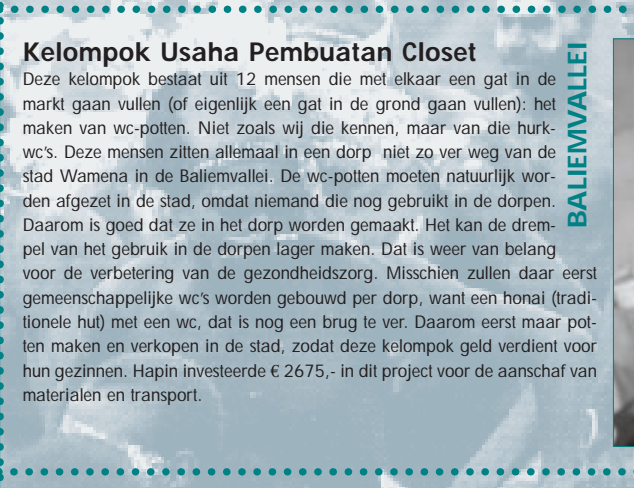 Kelompok Usaha Pembuatan Closet
Deze kelompok bestaat uit 12 mensen die met elkaar een gat in de
markt gaan vullen (of eigenlijk een gat in de grond gaan vullen): het
maken van wc-potten. Niet zoals wij die kennen, maar van die hurk-
wc's. Deze mensen zitten allemaal in een dorp niet zo ver weg van de
stad Wamena in de Baliemvallei. De wc-potten moeten natuurlijk wor-
den afgezet in de stad, omdat niemand die nog gebruikt in de dorpen.
Daarom is goed dat ze in het dorp worden gemaakt. Het kan de drem-
pel van het gebruik in de dorpen lager maken. Dat is weer van belang
voor de verbetering van de gezondheidszorg. Misschien zullen daar eerst
gemeenschappelijke wc's worden gebouwd per dorp, want een honai (tradi-
tionele hut) met een wc, dat is nog een brug te ver. Daarom eerst maar pot-
ten maken en verkopen in de stad, zodat deze kelompok geld verdient voor
hun gezinnen. Hapin investeerde € 2675,- in dit project voor de aanschaf van
materialen en transport.
BALIEMVALLEI